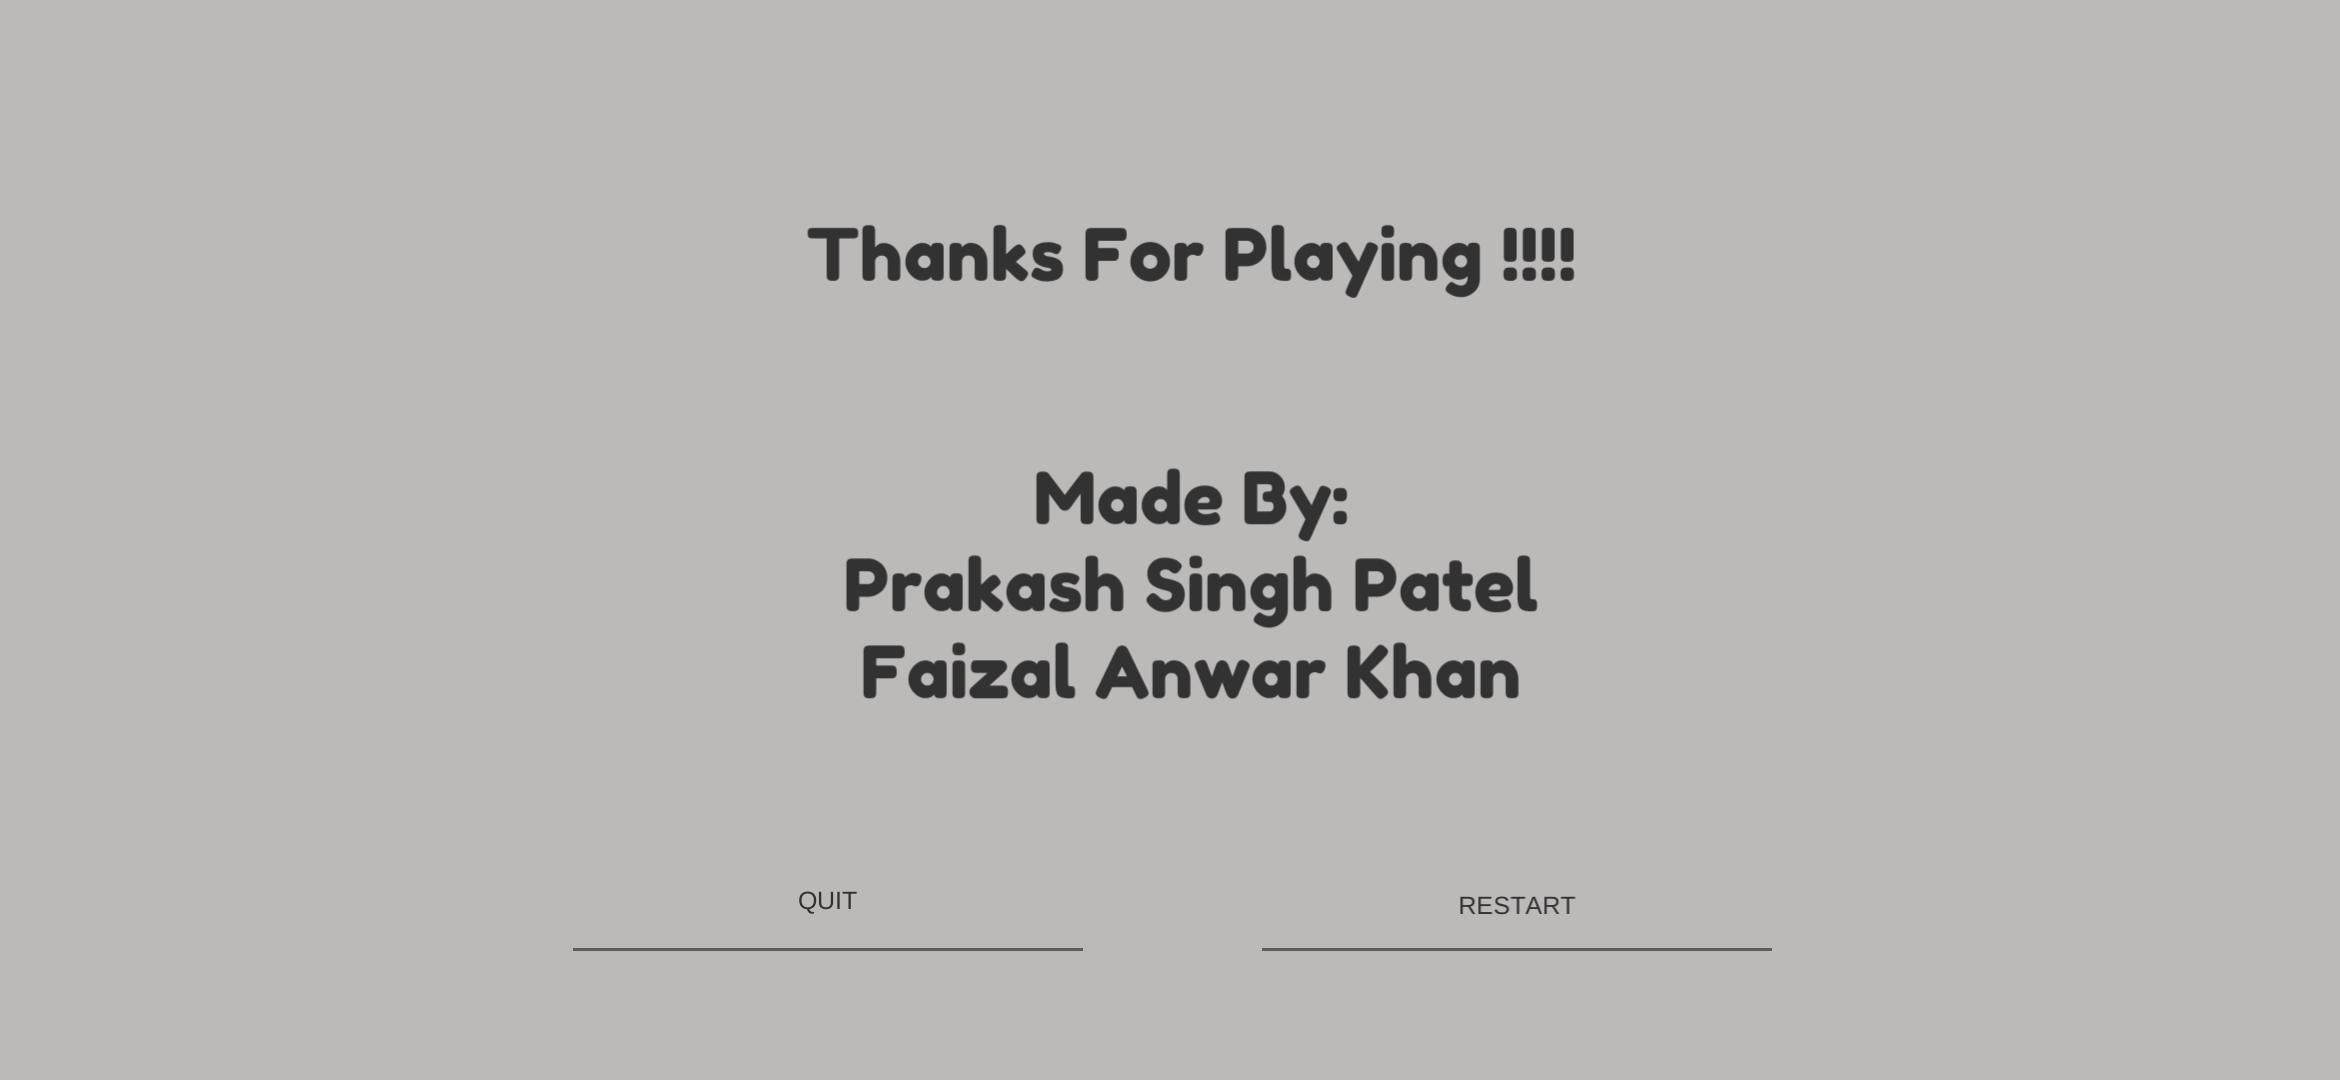 Thanks For Playing !!!!
Made By:
Prakash Singh Patel
Faizal Anwar Khan
QUIT
RESTART